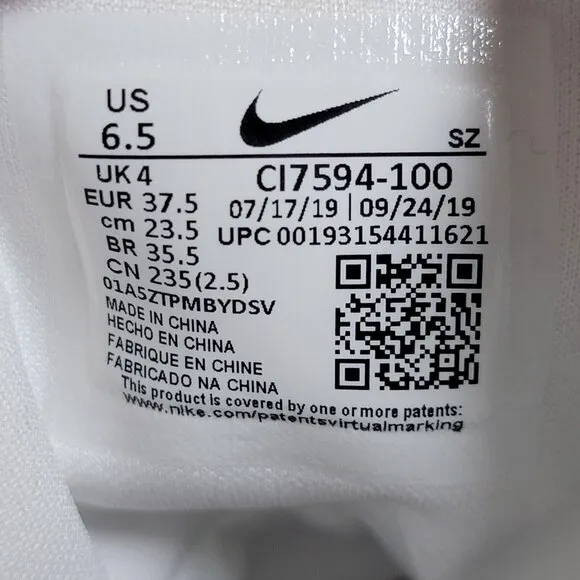 US
6.5
SZ
UK 4
EUR 37.5
cm 23.5
BR 35.5
CN 235(2.5)
01A5ZTPMBYDSV
CI7594-100
07/17/19 | 09/24/19
UPC 00193154411621
MADE IN CHINA
HECHO EN CHINA
FABRIQUE EN CHINE
FABRICADO NA CHINA
This product is covered by one or more patents:
www.nike.com/patentsvirtualmarking